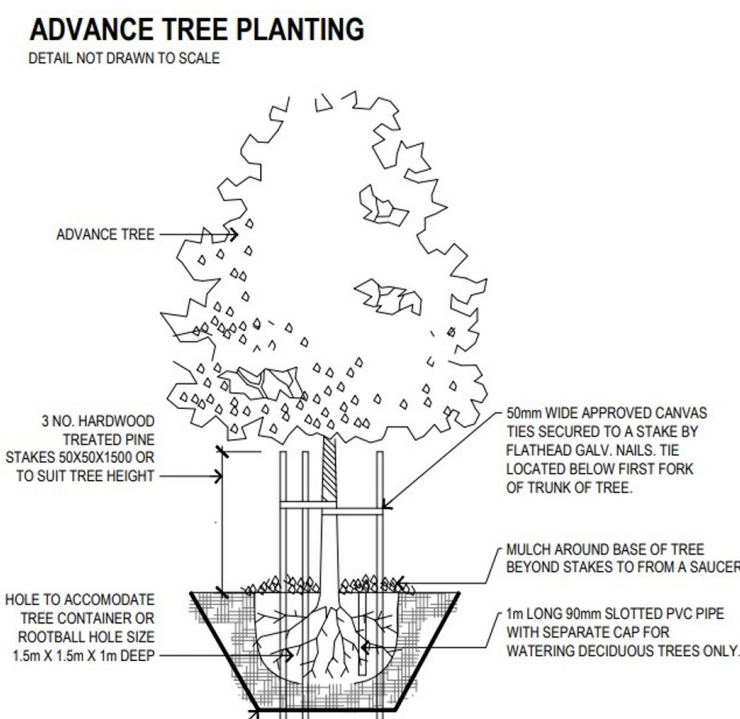 ADVANCE TREE PLANTING
DETAIL NOT DRAWN TO SCALE
ADVANCE TREE
3 NO. HARDWOOD
TREATED PINE
STAKES 50X50X1500 OR
TO SUIT TREE HEIGHT
50mm WIDE APPROVED CANVAS
TIES SECURED TO A STAKE BY
FLATHEAD GALV. NAILS. TIE
LOCATED BELOW FIRST FORK
OF TRUNK OF TREE.
MULCH AROUND BASE OF TREE
BEYOND STAKES TO FROM A SAUCER
HOLE TO ACCOMODATE
TREE CONTAINER OR
ROOTBALL HOLE SIZE
1.5m X 1.5m X 1m DEEP
1m LONG 90mm SLOTTED PVC PIPE
WITH SEPARATE CAP FOR
WATERING DECIDUOUS TREES ONLY.